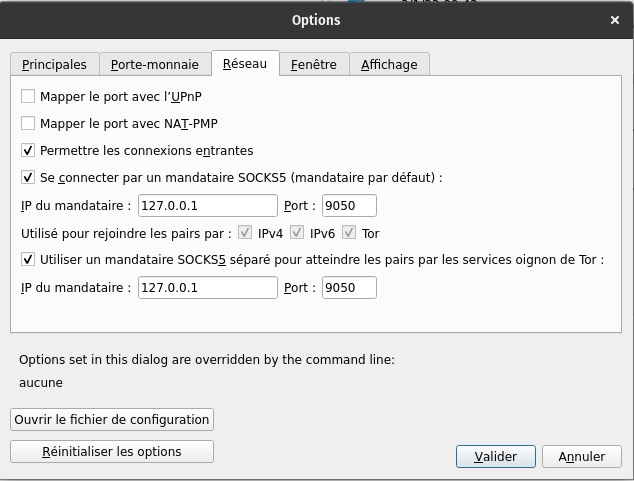 Options
Principales Porte-monnaie Réseau Fenêtre Affichage
Mapper le port avec l’UPnP
Mapper le port avec NAT-PMP
Permettre les connexions entrantes
Se connecter par un mandataire SOCKS5 (mandataire par défaut) :
IP du mandataire : 127.0.0.1 Port : 9050
Utilisé pour rejoindre les pairs par : IPv4 IPv6 Tor
Utiliser un mandataire SOCKS5 séparé pour atteindre les pairs par les services oignon de Tor :
IP du mandataire : 127.0.0.1 Port : 9050
Options set in this dialog are overridden by the command line:
aucune
Ouvrir le fichier de configuration
Réinitialiser les options
Valider Annuler